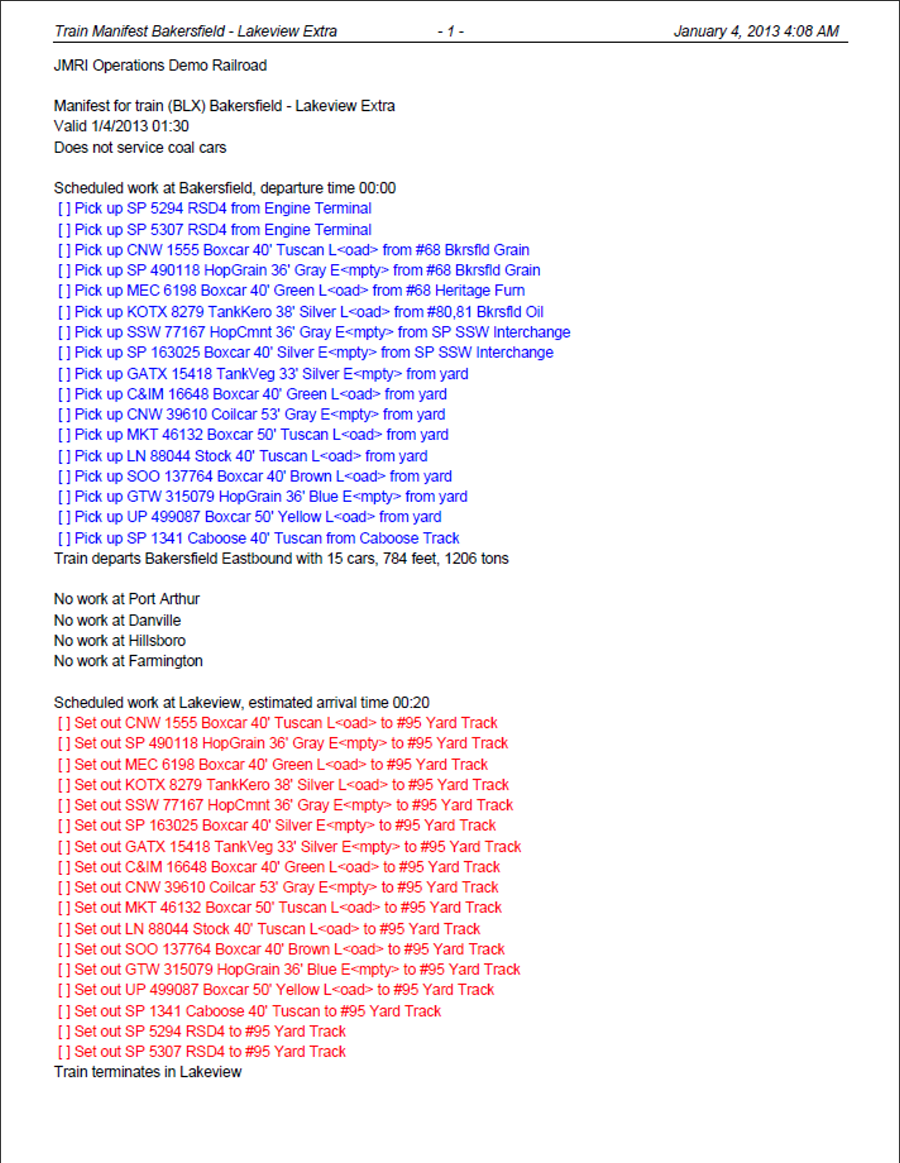 Train Manifest Bakersfield - Lakeview Extra - 1 - January 4, 2013 4:08 AM
JMRI Operations Demo Railroad
Manifest for train (BLX) Bakersfield - Lakeview Extra
Valid 1/4/2013 01:30
Does not service coal cars
Scheduled work at Bakersfield, departure time 00:00
[ ] Pick up SP 5294 RSD4 from Engine Terminal
[ ] Pick up SP 5307 RSD4 from Engine Terminal
[ ] Pick up CNW 1555 Boxcar 40' Tuscan L<oad> from #68 Bkrsfld Grain
[ ] Pick up SP 490118 HopGrain 36' Gray E<mpty> from #68 Bkrsfld Grain
[ ] Pick up MEC 6198 Boxcar 40' Green L<oad> from #68 Heritage Furn
[ ] Pick up KOTX 8279 TankKero 38' Silver L<oad> from #80,81 Bkrsfld Oil
[ ] Pick up SSW 77167 HopCmnt 36' Gray E<mpty> from SP SSW Interchange
[ ] Pick up SP 163025 Boxcar 40' Silver E<mpty> from SP SSW Interchange
[ ] Pick up GATX 15418 TankVeg 33' Silver E<mpty> from yard
[ ] Pick up C&IM 16648 Boxcar 40' Green L<oad> from yard
[ ] Pick up CNW 39610 Coilcar 53' Gray E<mpty> from yard
[ ] Pick up MKT 46132 Boxcar 50' Tuscan L<oad> from yard
[ ] Pick up LN 88044 Stock 40' Tuscan L<oad> from yard
[ ] Pick up SOO 137764 Boxcar 40' Brown L<oad> from yard
[ ] Pick up GTW 315079 HopGrain 36' Blue E<mpty> from yard
[ ] Pick up UP 499087 Boxcar 50' Yellow L<oad> from yard
[ ] Pick up SP 1341 Caboose 40' Tuscan from Caboose Track
Train departs Bakersfield Eastbound with 15 cars, 784 feet, 1206 tons
No work at Port Arthur
No work at Danville
No work at Hillsboro
No work at Farmington
Scheduled work at Lakeview, estimated arrival time 00:20
[ ] Set out CNW 1555 Boxcar 40' Tuscan L<oad> to #95 Yard Track
[ ] Set out SP 490118 HopGrain 36' Gray E<mpty> to #95 Yard Track
[ ] Set out MEC 6198 Boxcar 40' Green L<oad> to #95 Yard Track
[ ] Set out KOTX 8279 TankKero 38' Silver L<oad> to #95 Yard Track
[ ] Set out SSW 77167 HopCmnt 36' Gray E<mpty> to #95 Yard Track
[ ] Set out SP 163025 Boxcar 40' Silver E<mpty> to #95 Yard Track
[ ] Set out GATX 15418 TankVeg 33' Silver E<mpty> to #95 Yard Track
[ ] Set out C&IM 16648 Boxcar 40' Green L<oad> to #95 Yard Track
[ ] Set out CNW 39610 Coilcar 53' Gray E<mpty> to #95 Yard Track
[ ] Set out MKT 46132 Boxcar 50' Tuscan L<oad> to #95 Yard Track
[ ] Set out LN 88044 Stock 40' Tuscan L<oad> to #95 Yard Track
[ ] Set out SOO 137764 Boxcar 40' Brown L<oad> to #95 Yard Track
[ ] Set out GTW 315079 HopGrain 36' Blue E<mpty> to #95 Yard Track
[ ] Set out UP 499087 Boxcar 50' Yellow L<oad> to #95 Yard Track
[ ] Set out SP 1341 Caboose 40' Tuscan to #95 Yard Track
[ ] Set out SP 5294 RSD4 to #95 Yard Track
[ ] Set out SP 5307 RSD4 to #95 Yard Track
Train terminates in Lakeview